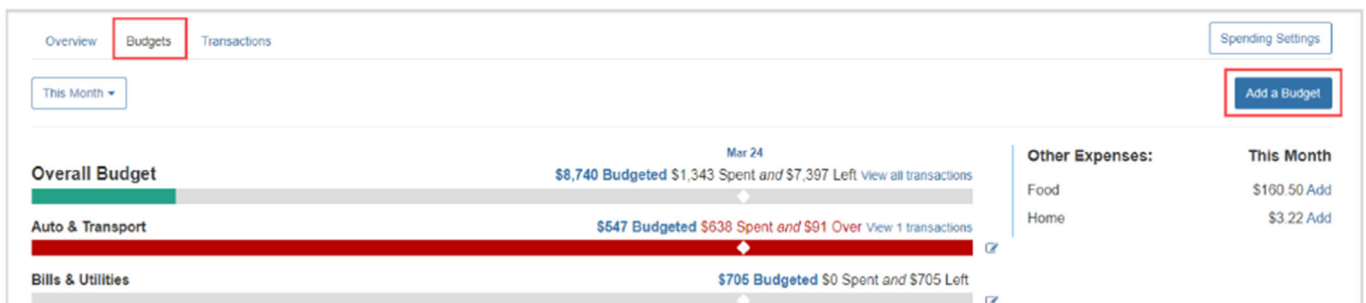 Overview Budgets Transactions Spending Settings
This Month Add a Budget
Mar 24
Overall Budget $8,740 Budgeted $1,343 Spent and $7,397 Left View all transactions
Auto & Transport $547 Budgeted $638 Spent and $91 Over View 1 transactions
Bills & Utilities $705 Budgeted $0 Spent and $705 Left
Other Expenses: This Month
Food $160.50 Add
Home $3.22 Add